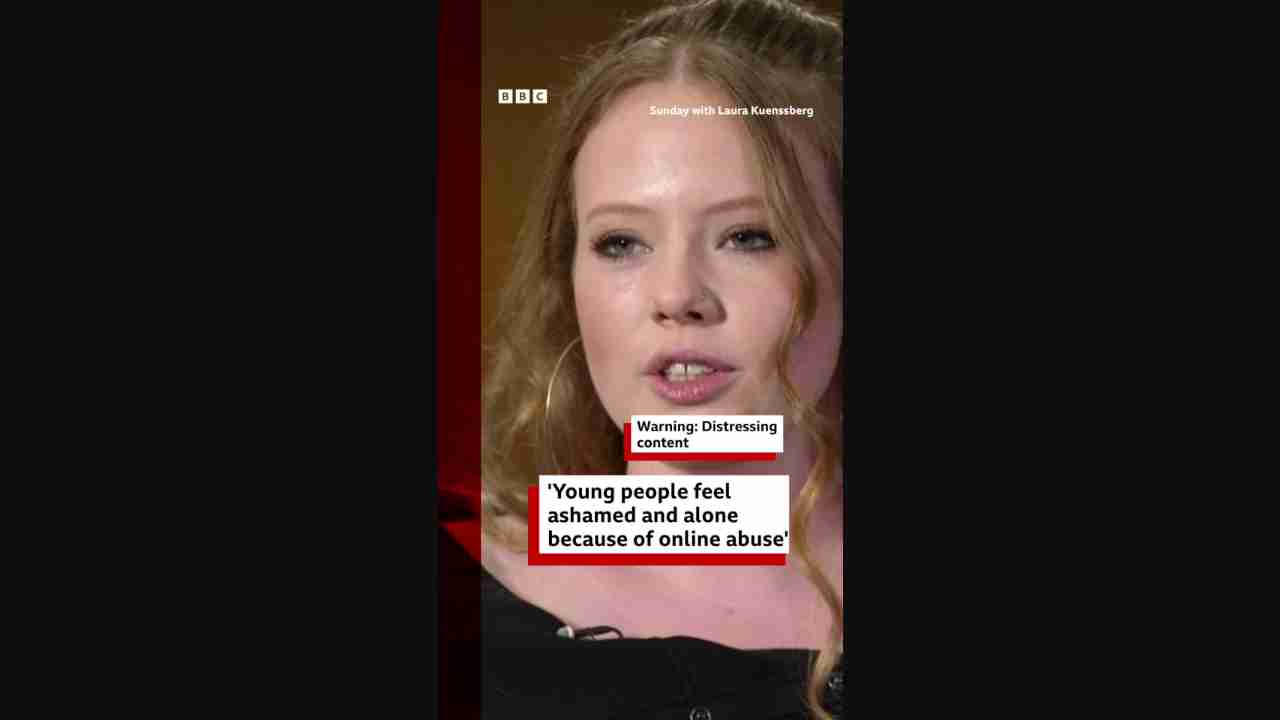 BBC
Sunday with Laura Kuenssberg
Warning: Distressing
content
'Young people feel
ashamed and alone
because of online abuse'